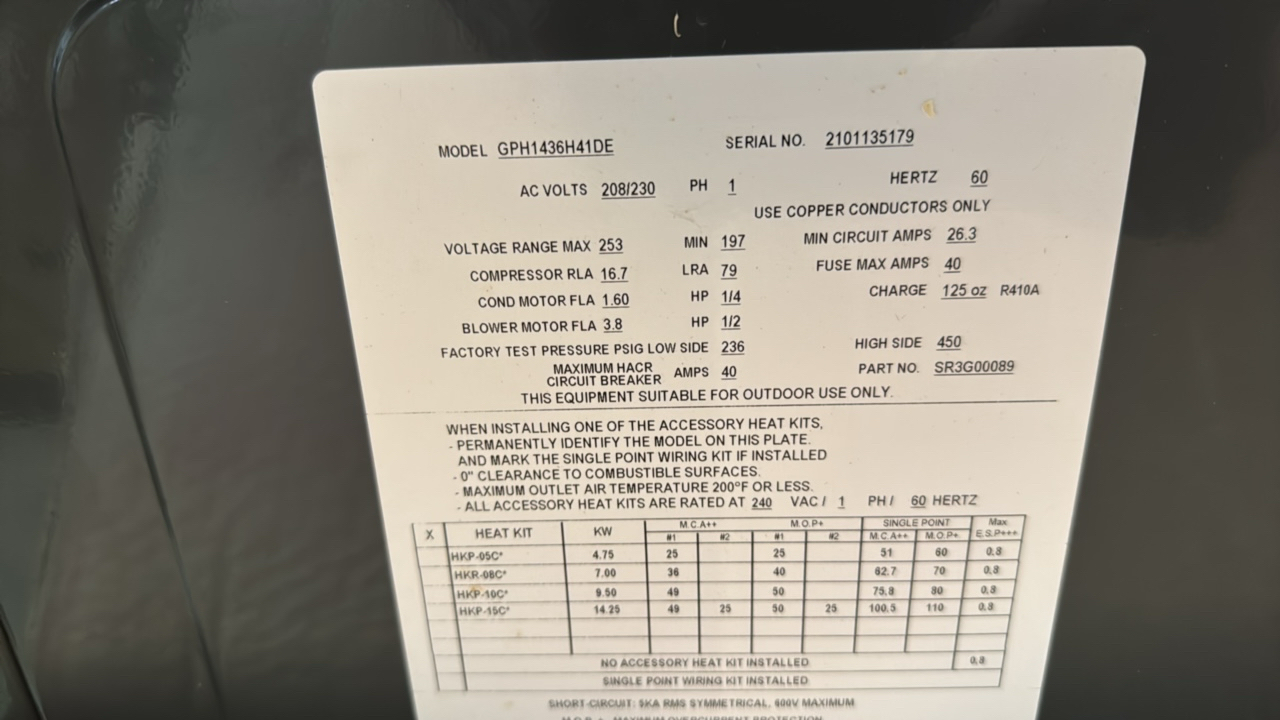 MODEL GPH1436H41DE SERIAL NO. 2101135179
AC VOLTS 208/230 PH 1 HERTZ 60
USE COPPER CONDUCTORS ONLY
VOLTAGE RANGE MAX 253 MIN 197 MIN CIRCUIT AMPS 26.3
COMPRESSOR RLA 16.7 LRA 79 FUSE MAX AMPS 40
COND MOTOR FLA 1.60 HP 1/4 CHARGE 125 oz R410A
BLOWER MOTOR FLA 3.8 HP 1/2
FACTORY TEST PRESSURE PSIG LOW SIDE 236 HIGH SIDE 450
MAXIMUM HACR
CIRCUIT BREAKER AMPS 40 PART NO. SR3G00089
THIS EQUIPMENT SUITABLE FOR OUTDOOR USE ONLY.
WHEN INSTALLING ONE OF THE ACCESSORY HEAT KITS,
- PERMANENTLY IDENTIFY THE MODEL ON THIS PLATE.
AND MARK THE SINGLE POINT WIRING KIT IF INSTALLED
- 0" CLEARANCE TO COMBUSTIBLE SURFACES.
- MAXIMUM OUTLET AIR TEMPERATURE 200°F OR LESS.
- ALL ACCESSORY HEAT KITS ARE RATED AT 240 VAC / 1 PH / 60 HERTZ
X HEAT KIT KW M.C.A++ M.O.P+ SINGLE POINT Max
#1 #2 #1 #2 M.C.A++ M.O.P+ E.S.P+++
HKP-05C* 4.75 25 25 51 60 0.8
HKR-08C* 7.00 36 40 62.7 70 0.8
HKP-10C* 9.50 49 50 75.8 80 0.8
HKP-15C* 14.25 49 25 50 25 100.5 110 0.8
NO ACCESSORY HEAT KIT INSTALLED 0.8
SINGLE POINT WIRING KIT INSTALLED
SHORT-CIRCUIT: 5KA RMS SYMMETRICAL, 600V MAXIMUM
M.O.P + MAXIMUM OVERCURRENT PROTECTION